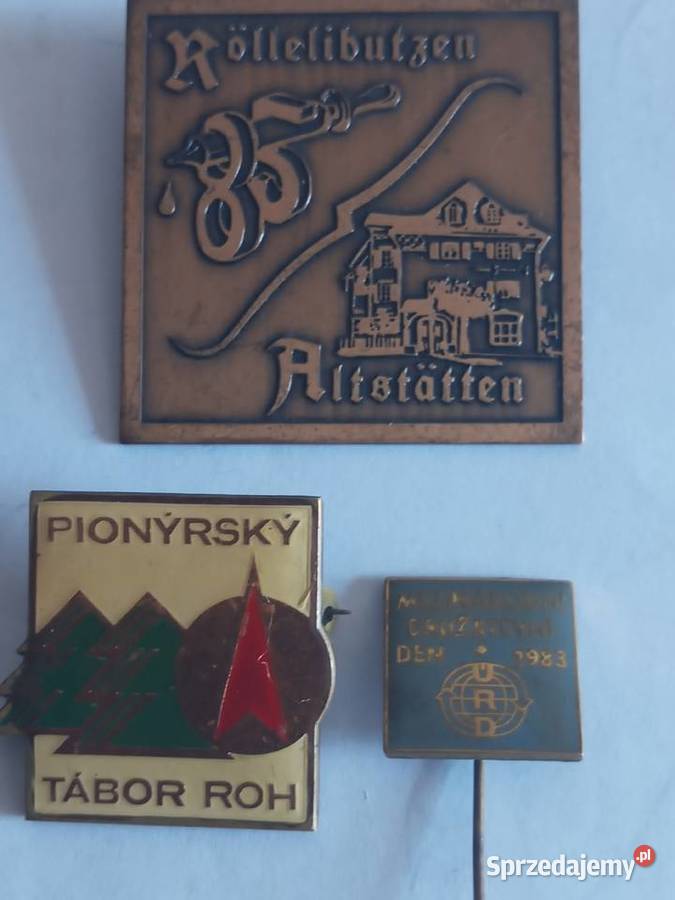 Röllelibutzen
85
Altstätten
PIONÝRSKÝ
TÁBOR ROH
DEN 1983
ÚRD
Sprzedajemy.pl